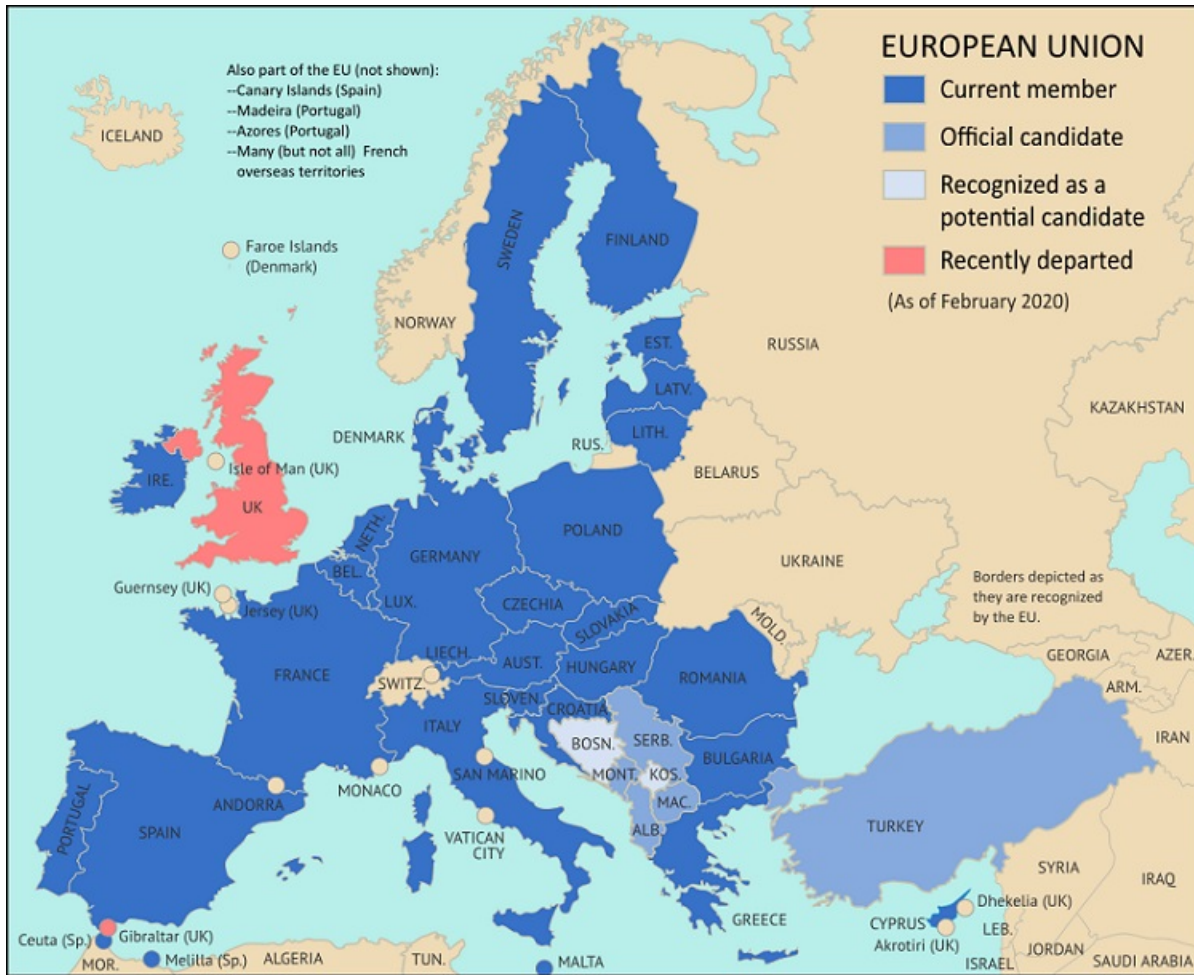 EUROPEAN UNION
Current member
Official candidate
Recognized as a
potential candidate
Recently departed
(As of February 2020)
Also part of the EU (not shown):
--Canary Islands (Spain)
--Madeira (Portugal)
--Azores (Portugal)
--Many (but not all) French
overseas territories
ICELAND
Faroe Islands
(Denmark)
SWEDEN
FINLAND
NORWAY
RUSSIA
EST.
LATV.
LITH.
RUS.
KAZAKHSTAN
DENMARK
BELARUS
IRE.
Isle of Man (UK)
UK
NETH.
BEL.
LUX.
GERMANY
POLAND
UKRAINE
Borders depicted as
they are recognized
by the EU.
Guernsey (UK)
Jersey (UK)
CZECHIA
SLOVAKIA
MOLD.
LIECH.
AUST.
HUNGARY
FRANCE
SWITZ.
ROMANIA
GEORGIA
AZER.
ARM.
SLOVEN.
CROATIA
ITALY
BOSN.
SERB.
IRAN
SAN MARINO
MONT.
KOS.
BULGARIA
MONACO
ANDORRA
MAC.
PORTUGAL
SPAIN
VATICAN
CITY
ALB.
TURKEY
SYRIA
IRAQ
GREECE
CYPRUS
Dhekelia (UK)
Akrotiri (UK)
LEB.
Ceuta (Sp.)
Gibraltar (UK)
MOR.
Melilla (Sp.)
ALGERIA
TUN.
MALTA
ISRAEL
JORDAN
SAUDI ARABIA